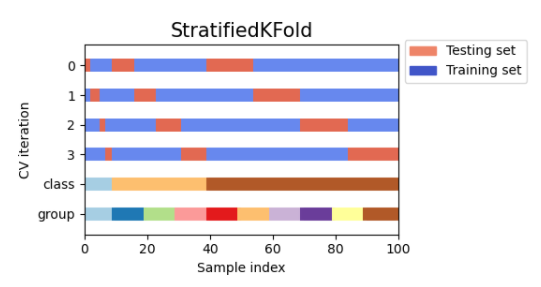 StratifiedKFold
Testing set
Training set
CV iteration
0
1
2
3
class
group
0 20 40 60 80 100
Sample index